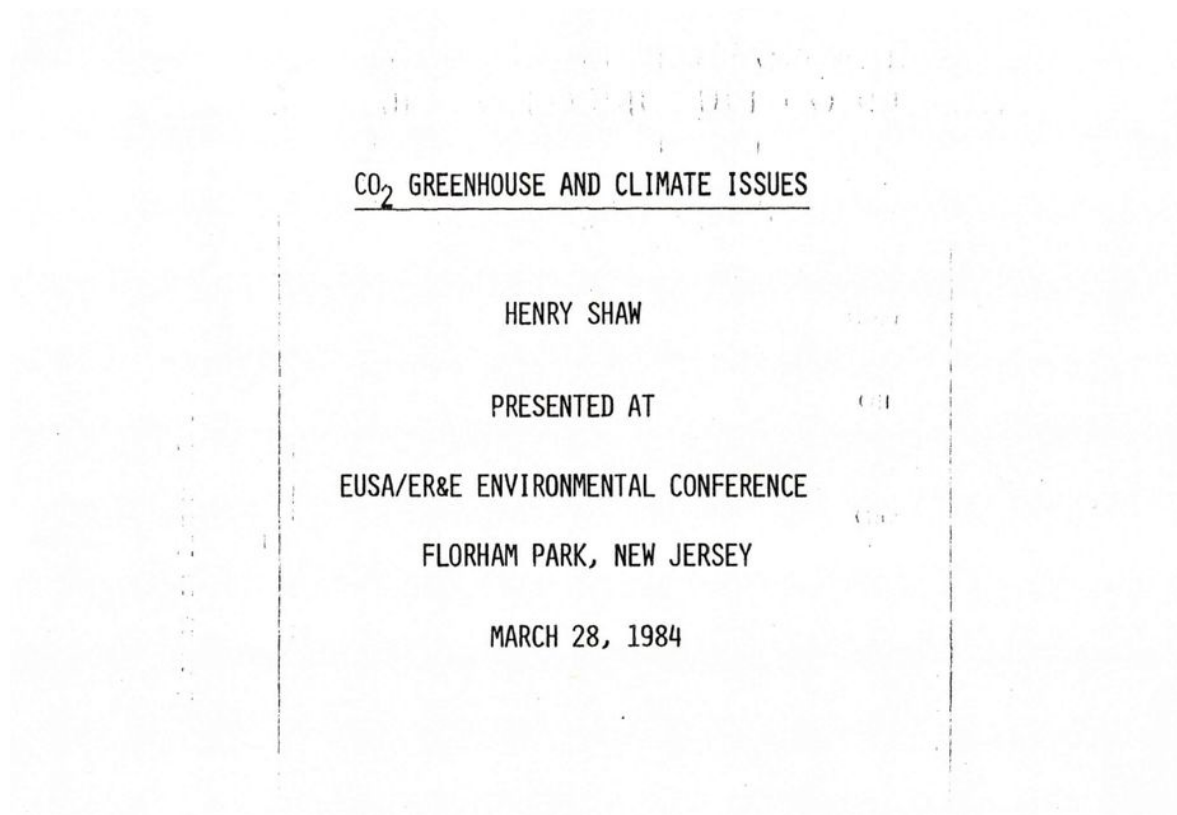 CO₂ GREENHOUSE AND CLIMATE ISSUES
HENRY SHAW
PRESENTED AT
EUSA/ER&E ENVIRONMENTAL CONFERENCE
FLORHAM PARK, NEW JERSEY
MARCH 28, 1984